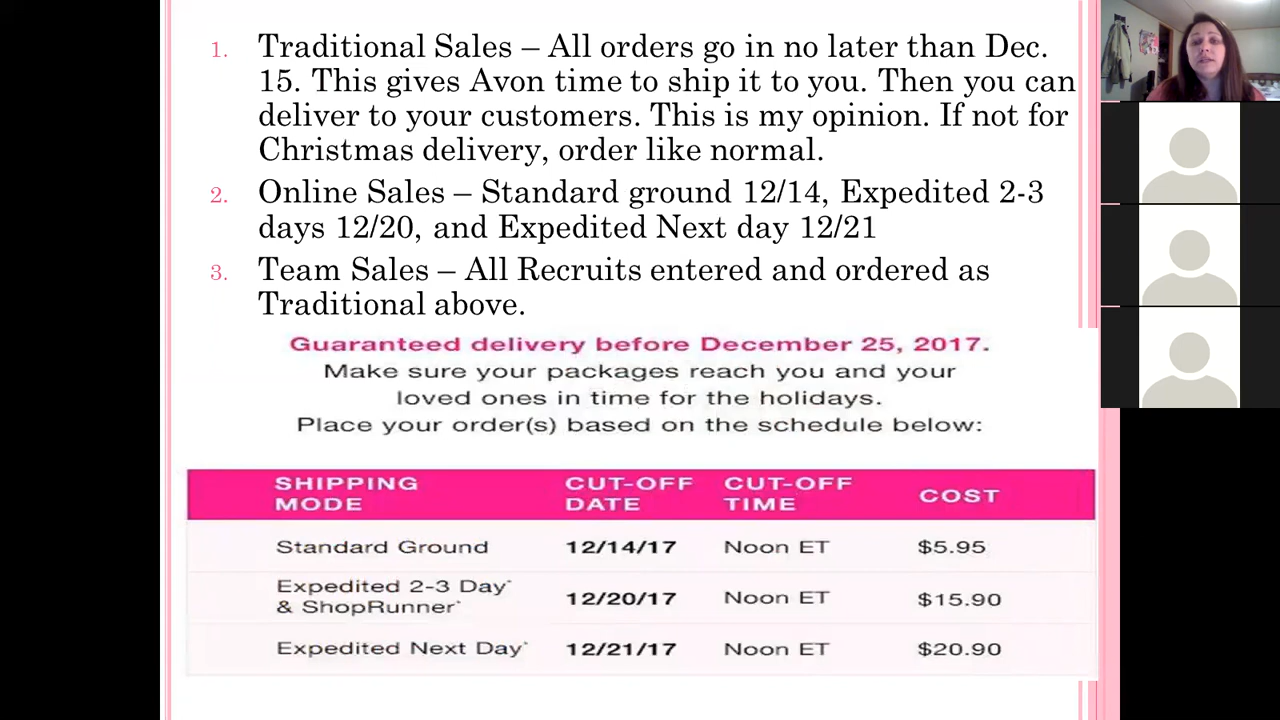 1. Traditional Sales – All orders go in no later than Dec.
15. This gives Avon time to ship it to you. Then you can
deliver to your customers. This is my opinion. If not for
Christmas delivery, order like normal.
2. Online Sales – Standard ground 12/14, Expedited 2-3
days 12/20, and Expedited Next day 12/21
3. Team Sales – All Recruits entered and ordered as
Traditional above.
Guaranteed delivery before December 25, 2017.
Make sure your packages reach you and your
loved ones in time for the holidays.
Place your order(s) based on the schedule below:
SHIPPING MODE CUT-OFF DATE CUT-OFF TIME COST
Standard Ground 12/14/17 Noon ET $5.95
Expedited 2-3 Day* & ShopRunner* 12/20/17 Noon ET $15.90
Expedited Next Day* 12/21/17 Noon ET $20.90